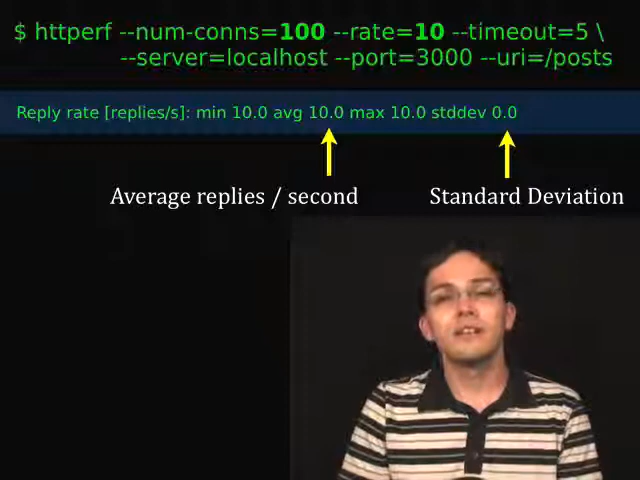 $ httperf --num-conns=100 --rate=10 --timeout=5 \
--server=localhost --port=3000 --uri=/posts
Reply rate [replies/s]: min 10.0 avg 10.0 max 10.0 stddev 0.0
Average replies / second
Standard Deviation